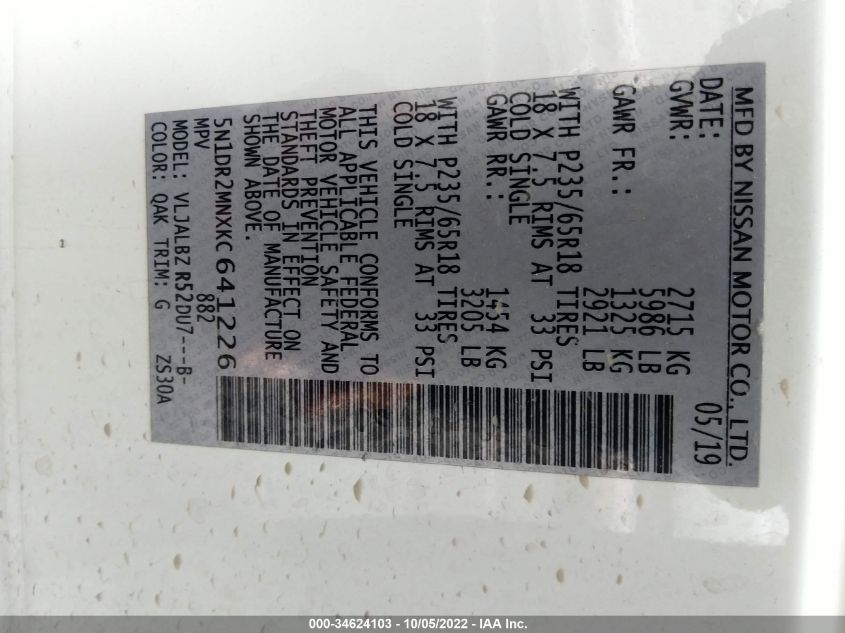 MFD BY NISSAN MOTOR CO., LTD.
DATE: 05/19
GVWR: 2715 KG
5986 LB
GAWR FR.: 1325 KG
2921 LB
WITH P235/65R18 TIRES
18 X 7.5 RIMS AT 33 PSI
COLD SINGLE
GAWR RR.: 1454 KG
3205 LB
WITH P235/65R18 TIRES
18 X 7.5 RIMS AT 33 PSI
COLD SINGLE
THIS VEHICLE CONFORMS TO
ALL APPLICABLE FEDERAL
MOTOR VEHICLE SAFETY AND
THEFT PREVENTION
STANDARDS IN EFFECT ON
THE DATE OF MANUFACTURE
SHOWN ABOVE.
5N1DR2MNXKC641226
MPV 882
MODEL: VLJALBZ R52DU7---B-
COLOR: QAK TRIM: G ZS30A
000-34624103 - 10/05/2022 - IAA Inc.